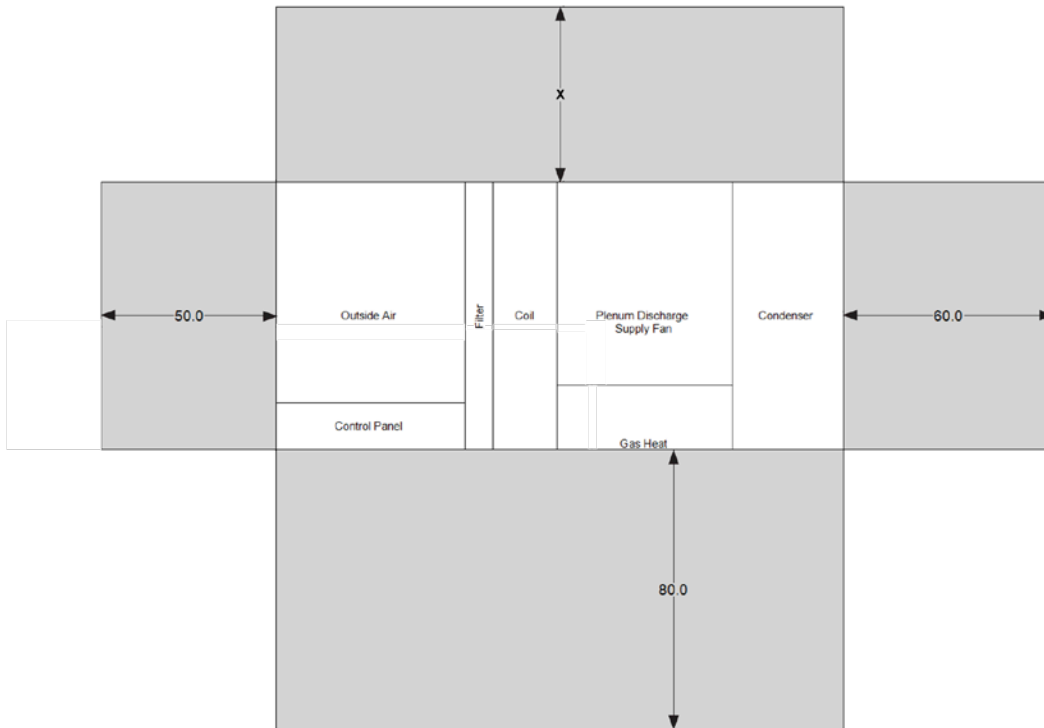 x
50.0
Outside Air
Filter
Coil
Plenum Discharge
Supply Fan
Condenser
60.0
Control Panel
Gas Heat
80.0